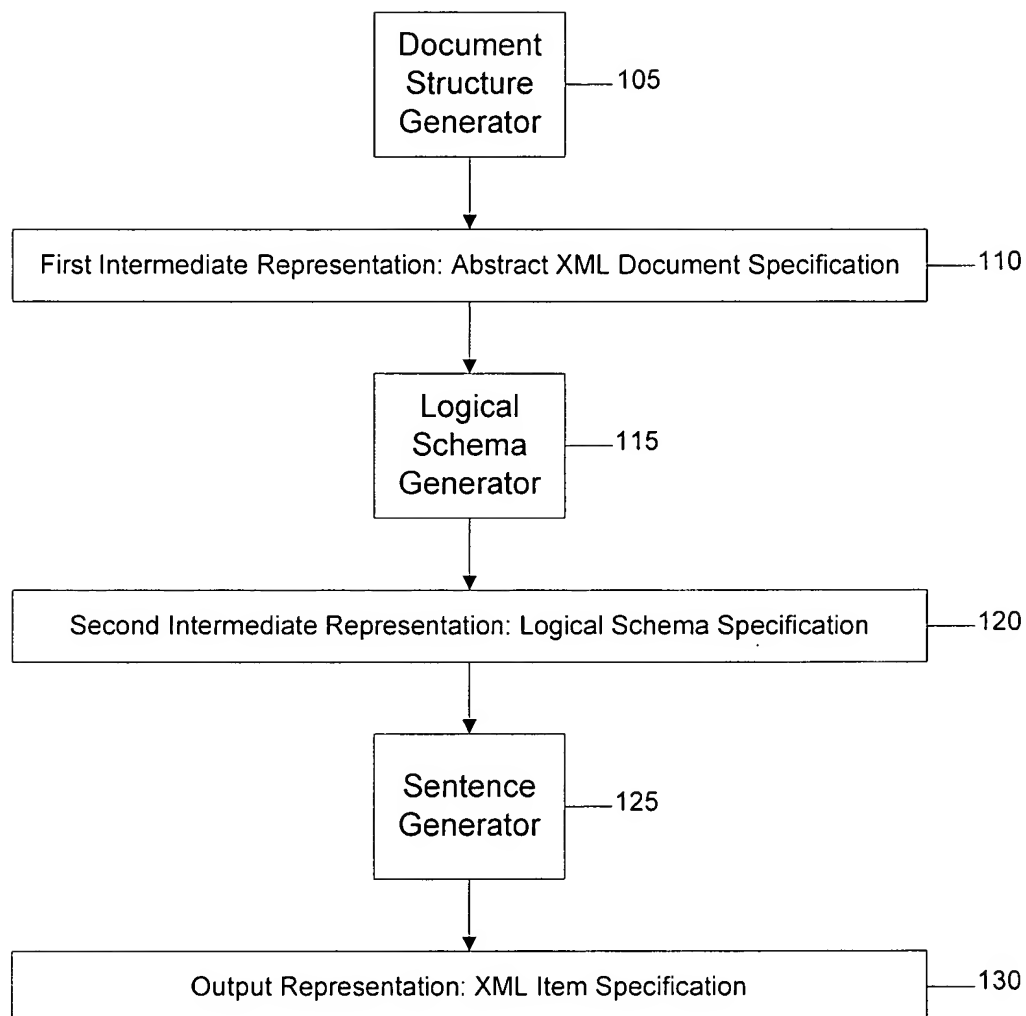 Document
Structure
Generator
105
First Intermediate Representation: Abstract XML Document Specification
110
Logical
Schema
Generator
115
Second Intermediate Representation: Logical Schema Specification
120
Sentence
Generator
125
Output Representation: XML Item Specification
130